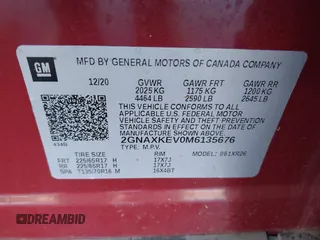 GM
MFD BY GENERAL MOTORS OF CANADA COMPANY
12/20 GVWR GAWR FRT GAWR RR
2025 KG 1175 KG 1200 KG
4464 LB 2590 LB 2645 LB
THIS VEHICLE CONFORMS TO ALL APPLICABLE U.S.
FEDERAL MOTOR VEHICLE SAFETY, BUMPER, AND
THEFT PREVENTION STANDARDS IN EFFECT ON THE
DATE OF MANUFACTURE SHOWN ABOVE.
2GNAXKEV0M6135676
TYPE: M.P.V. MODEL:
TIRE SIZE RIM
FRT 225/65R17 H 17X7J
RR 225/65R17 H 17X7J
SPA T135/70R16 M 16X4BT
DREAMBID